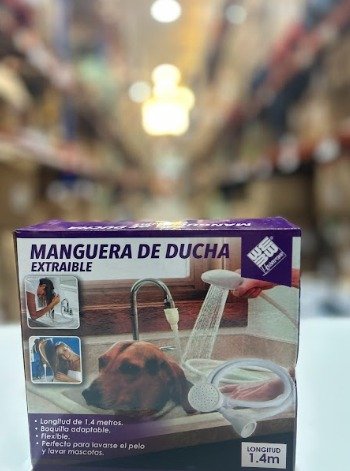 MANGUERA DE DUCHA
EXTRAIBLE
• Longitud de 1.4 metros.
• Boquilla adaptable.
• Flexible.
• Perfecta para lavarse el pelo
y lavar mascotas.
LONGITUD
1.4m